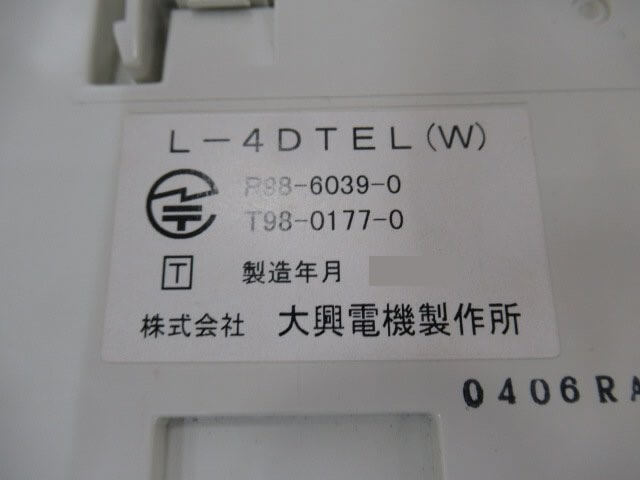 L-4DTEL(W)
R98-6039-0
T98-0177-0
T 製造年月
株式会社 大興電機製作所
0406RA